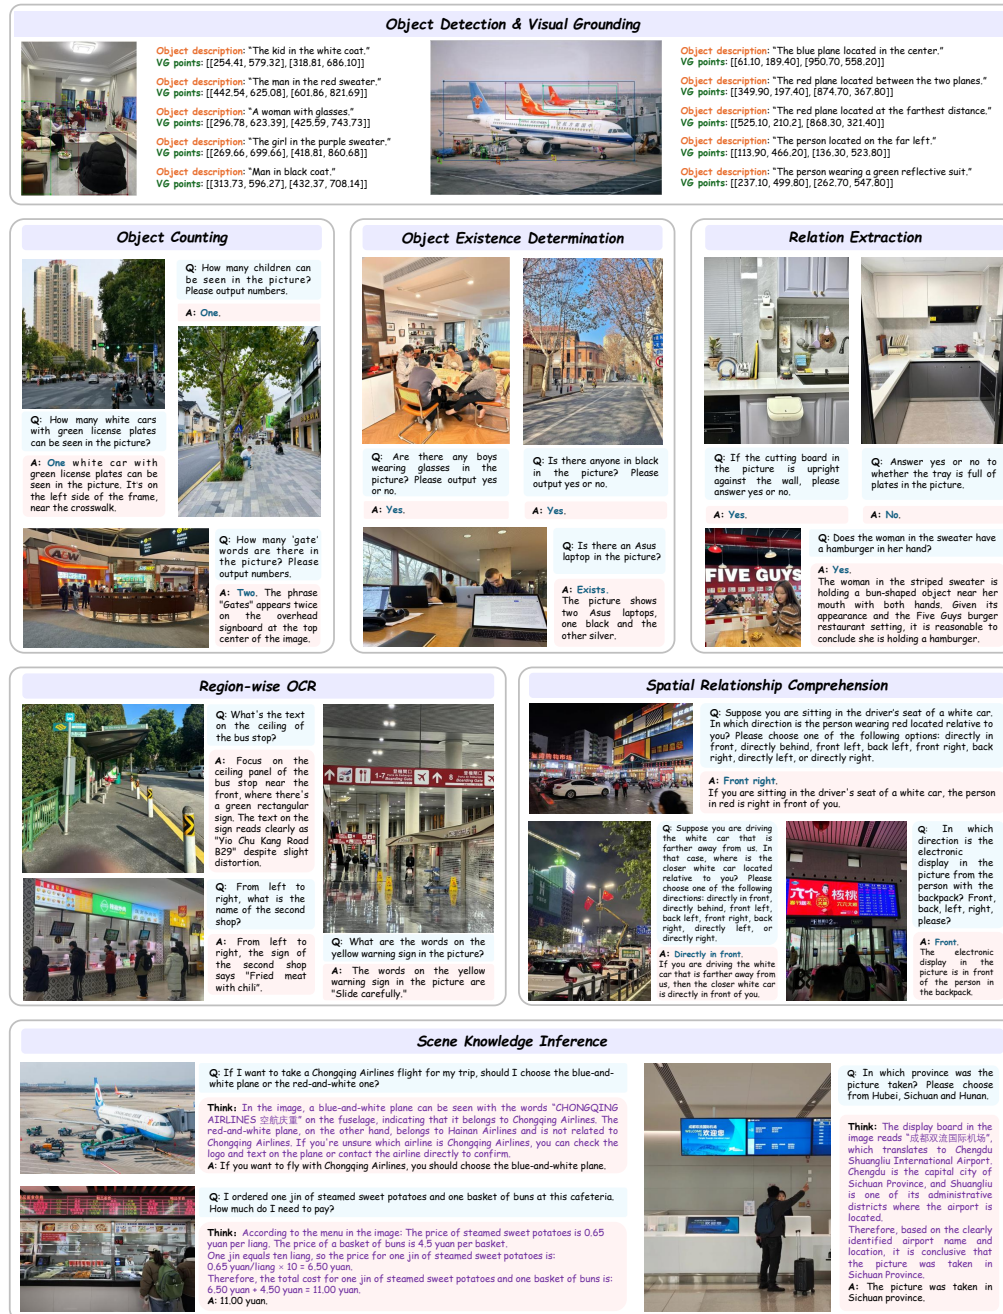 Object Detection & Visual Grounding
Object description: "The kid in the white coat."
VG points: [[254.41, 579.32], [318.81, 686.10]]
Object description: "The man in the red sweater."
VG points: [[442.54, 625.08], [601.86, 821.69]]
Object description: "A woman with glasses."
VG points: [[296.78, 623.39], [425.59, 743.73]]
Object description: "The girl in the purple sweater."
VG points: [[269.66, 699.66], [418.81, 860.68]]
Object description: "Man in black coat."
VG points: [[313.73, 596.27], [432.37, 708.14]]
Object description: "The blue plane located in the center."
VG points: [[61.10, 189.40], [950.70, 558.20]]
Object description: "The red plane located between the two planes."
VG points: [[349.90, 197.40], [874.70, 367.80]]
Object description: "The red plane located at the farthest distance."
VG points: [[525.10, 210.2], [868.30, 321.40]]
Object description: "The person located on the far left."
VG points: [[113.90, 466.20], [136.30, 523.80]]
Object description: "The person wearing a green reflective suit."
VG points: [[237.10, 499.80], [262.70, 547.80]]
Object Counting
Q: How many children can
be seen in the picture?
Please output numbers.
A: One.
Q: How many white cars
with green license plates
can be seen in the picture?
A: One white car with
green license plates can be
seen in the picture. It's on
the left side of the frame,
near the crosswalk.
A&W
Q: How many 'gate'
words are there in
the picture? Please
output numbers.
A: Two. The phrase
"Gates" appears twice
on the overhead
signboard at the top
center of the image.
Object Existence Determination
Q: Are there any boys
wearing glasses in the
picture? Please output yes
or no.
A: Yes.
Q: Is there anyone in black
in the picture? Please
output yes or no.
A: Yes.
Q: Is there an Asus
laptop in the picture?
A: Exists.
The picture shows
two Asus laptops,
one black and the
other silver.
Relation Extraction
Q: If the cutting board in
the picture is upright
against the wall, please
answer yes or no.
A: Yes.
Q: Answer yes or no to
whether the tray is full of
plates in the picture.
A: No.
FIVE GUYS
Q: Does the woman in the sweater have
a hamburger in her hand?
A: Yes.
The woman in the striped sweater is
holding a bun-shaped object near her
mouth with both hands. Given its
appearance and the Five Guys burger
restaurant setting, it is reasonable to
conclude she is holding a hamburger.
Region-wise OCR
Q: What's the text
on the ceiling of
the bus stop?
A: Focus on the
ceiling panel of the
bus stop near the
front, where there's
a green rectangular
sign. The text on the
sign reads clearly as
"Yio Chu Kang Road
B29" despite slight
distortion.
Q: From left to
right, what is the
name of the second
shop?
A: From left to
right, the sign of
the second shop
says "Fried meat
with chili".
1-7
8
Q: What are the words on the
yellow warning sign in the picture?
A: The words on the yellow
warning sign in the picture are
"Slide carefully."
Spatial Relationship Comprehension
Q: Suppose you are sitting in the driver's seat of a white car.
In which direction is the person wearing red located relative to
you? Please choose one of the following options: directly in
front, directly behind, front left, back left, front right, back
right, directly left, or directly right.
A: Front right.
If you are sitting in the driver's seat of a white car, the person
in red is right in front of you.
Q: Suppose you are driving
the white car that is
farther away from us. In
that case, where is the
closer white car located
relative to you? Please
choose one of the following
directions: directly in front,
directly behind, front left,
back left, front right, back
right, directly left, or
directly right.
A: Directly in front.
If you are driving the white
car that is farther away from
us, then the closer white car
is directly in front of you.
六个 核桃
Q: In which
direction is the
electronic
display in the
picture from the
person with the
backpack? Front,
back, left, right,
please?
A: Front.
The electronic
display in the
picture is in front
of the person in
the backpack.
Scene Knowledge Inference
Q: If I want to take a Chongqing Airlines flight for my trip, should I choose the blue-and-
white plane or the red-and-white one?
Think: In the image, a blue-and-white plane can be seen with the words "CHONGQING
AIRLINES 空航庆重" on the fuselage, indicating that it belongs to Chongqing Airlines. The
red-and-white plane, on the other hand, belongs to Hainan Airlines and is not related to
Chongqing Airlines. If you're unsure which airline is Chongqing Airlines, you can check the
logo and text on the plane or contact the airline directly to confirm.
A: If you want to fly with Chongqing Airlines, you should choose the blue-and-white plane.
Q: I ordered one jin of steamed sweet potatoes and one basket of buns at this cafeteria.
How much do I need to pay?
Think: According to the menu in the image: The price of steamed sweet potatoes is 0.65
yuan per liang. The price of a basket of buns is 4.5 yuan per basket.
One jin equals ten liang, so the price for one jin of steamed sweet potatoes is:
0.65 yuan/liang × 10 = 6.50 yuan.
Therefore, the total cost for one jin of steamed sweet potatoes and one basket of buns is:
6.50 yuan + 4.50 yuan = 11.00 yuan.
A: 11.00 yuan.
欢迎您
Q: In which province was the
picture taken? Please choose
from Hubei, Sichuan and Hunan.
Think: The display board in the
image reads "成都双流国际机场",
which translates to Chengdu
Shuangliu International Airport.
Chengdu is the capital city of
Sichuan Province, and Shuangliu
is one of its administrative
districts where the airport is
located.
Therefore, based on the clearly
identified airport name and
location, it is conclusive that
the picture was taken in
Sichuan Province.
A: The picture was taken in
Sichuan province.